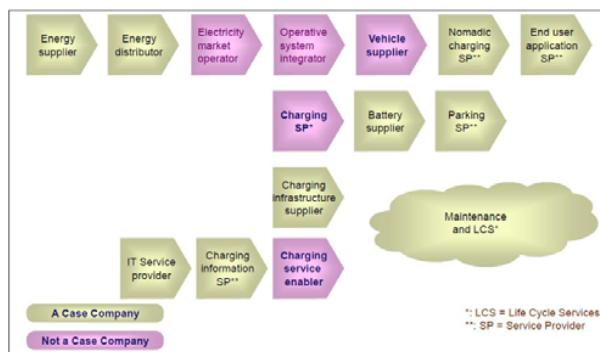 Energy
supplier
Energy
distributor
Electricity
market
operator
Operative
system
integrator
Vehicle
supplier
Nomadic
charging
SP**
End user
application
SP**
Charging
SP*
Battery
supplier
Parking
SP**
Charging
infrastructure
supplier
Maintenance
and LCS*
IT Service
provider
Charging
information
SP**
Charging
service
enabler
A Case Company
Not a Case Company
*: LCS = Life Cycle Services
**: SP = Service Provider